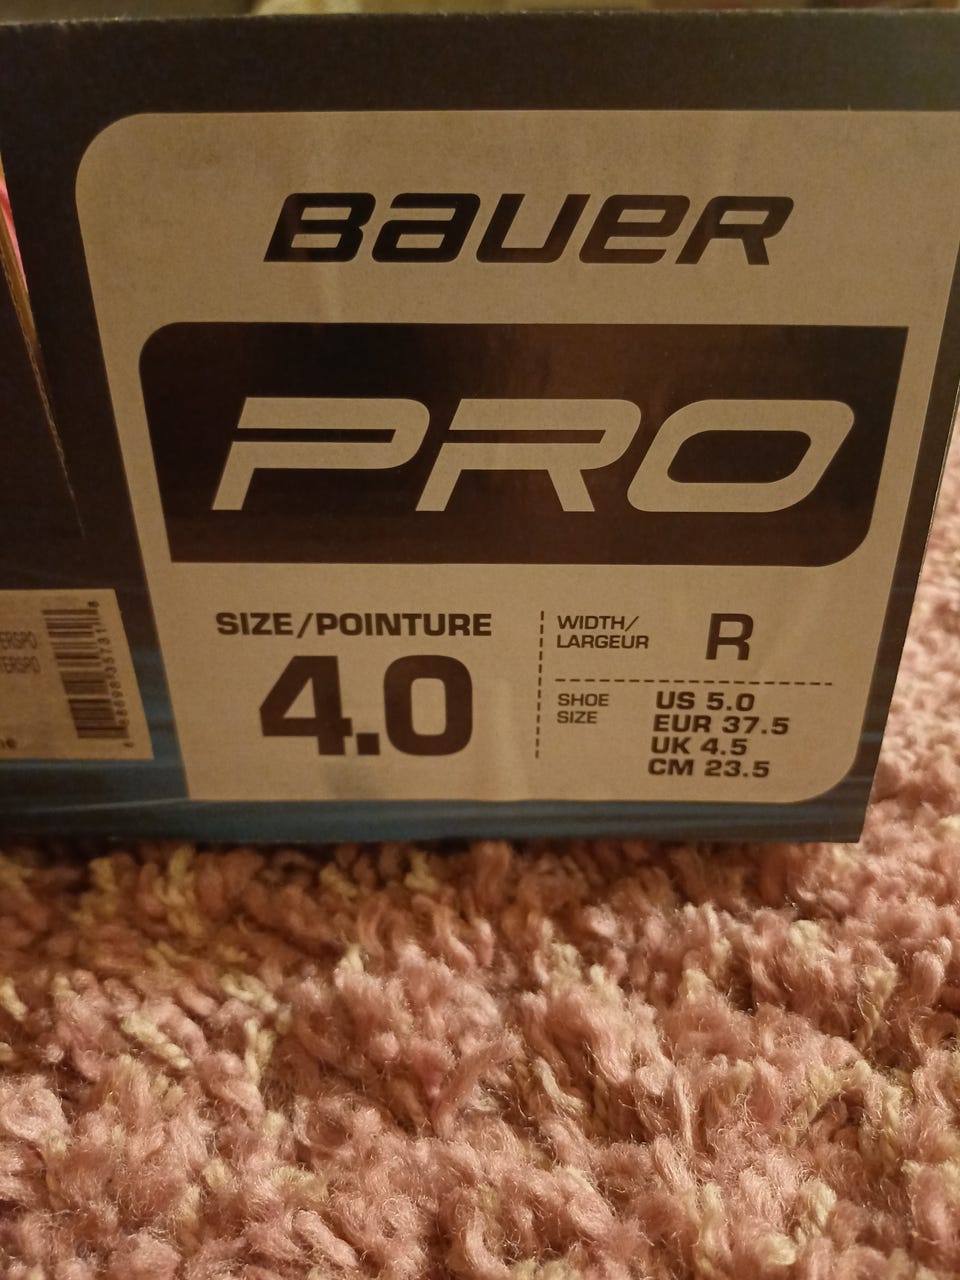 BAUER
PRO
SIZE/POINTURE
4.0
WIDTH/
LARGEUR
R
SHOE
SIZE
US 5.0
EUR 37.5
UK 4.5
CM 23.5